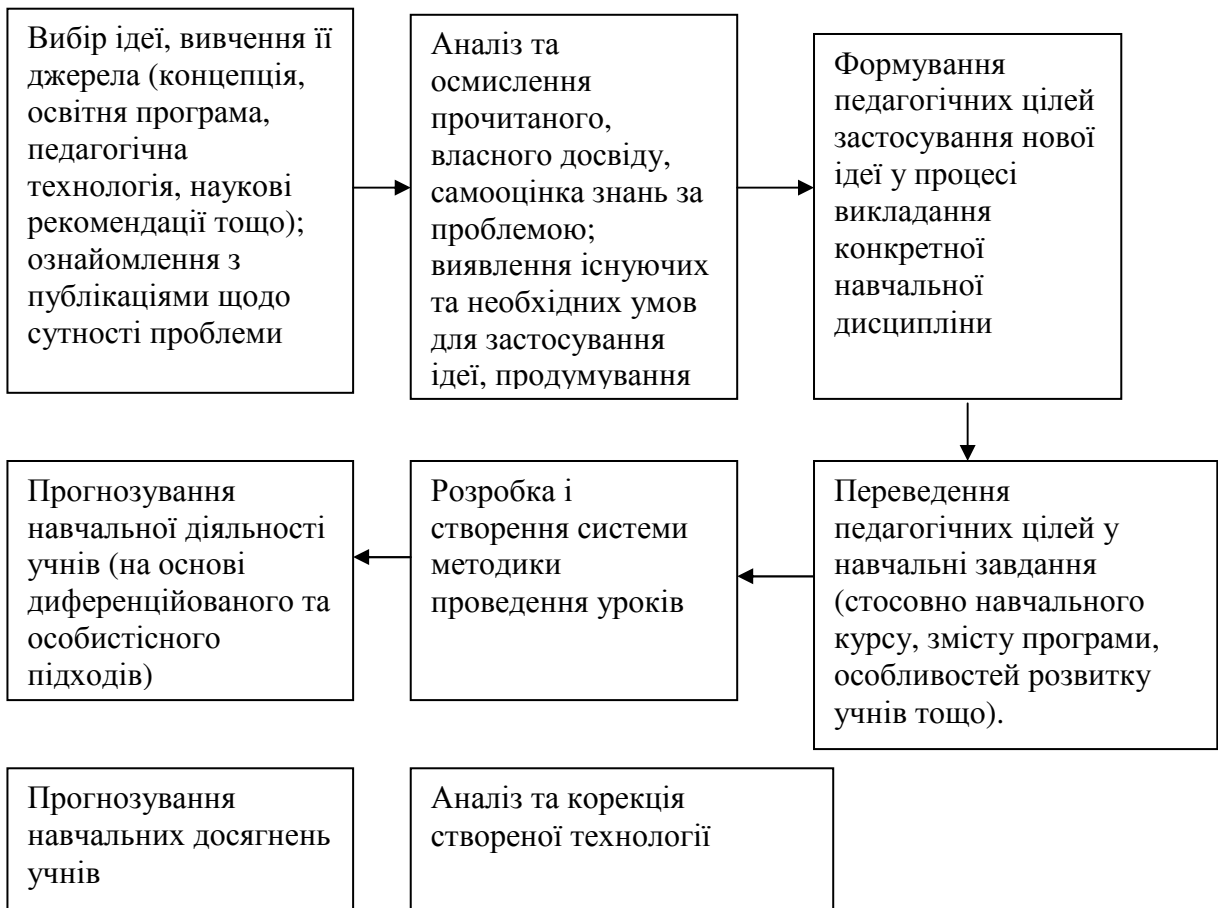 Вибір ідеї, вивчення її
джерела (концепція,
освітня програма,
педагогічна
технологія, наукові
рекомендації тощо);
ознайомлення з
публікаціями щодо
сутності проблеми
Аналіз та
осмислення
прочитаного,
власного досвіду,
самооцінка знань за
проблемою;
виявлення існуючих
та необхідних умов
для застосування
ідеї, продумування
Формування
педагогічних цілей
застосування нової
ідеї у процесі
викладання
конкретної
навчальної
дисципліни
Переведення
педагогічних цілей у
навчальні завдання
(стосовно навчального
курсу, змісту програми,
особливостей розвитку
учнів тощо).
Розробка і
створення системи
методики
проведення уроків
Прогнозування
навчальної діяльності
учнів (на основі
диференційованого та
особистісного
підходів)
Прогнозування
навчальних досягнень
учнів
Аналіз та корекція
створеної технології